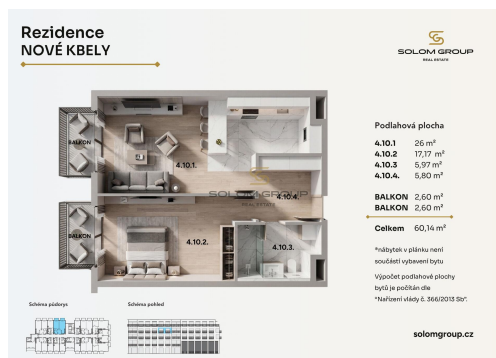 Rezidence
NOVÉ KBELY
SOLOM GROUP
REAL ESTATE
BALKON
4.10.1.
SOLOM GROUP
REAL ESTATE
4.10.4.
BALKON
4.10.2.
4.10.3.
Podlahová plocha
4.10.1 26 m²
4.10.2 17,17 m²
4.10.3 5,97 m²
4.10.4. 5,80 m²
BALKON 2,60 m²
BALKON 2,60 m²
Celkem 60,14 m²
*nábytek v plánku není
součástí vybavení bytu
Výpočet podlahové plochy
bytů je počítán dle
"Nařízení vlády č. 366/2013 Sb".
Schéma půdorys
Schéma pohled
solomgroup.cz